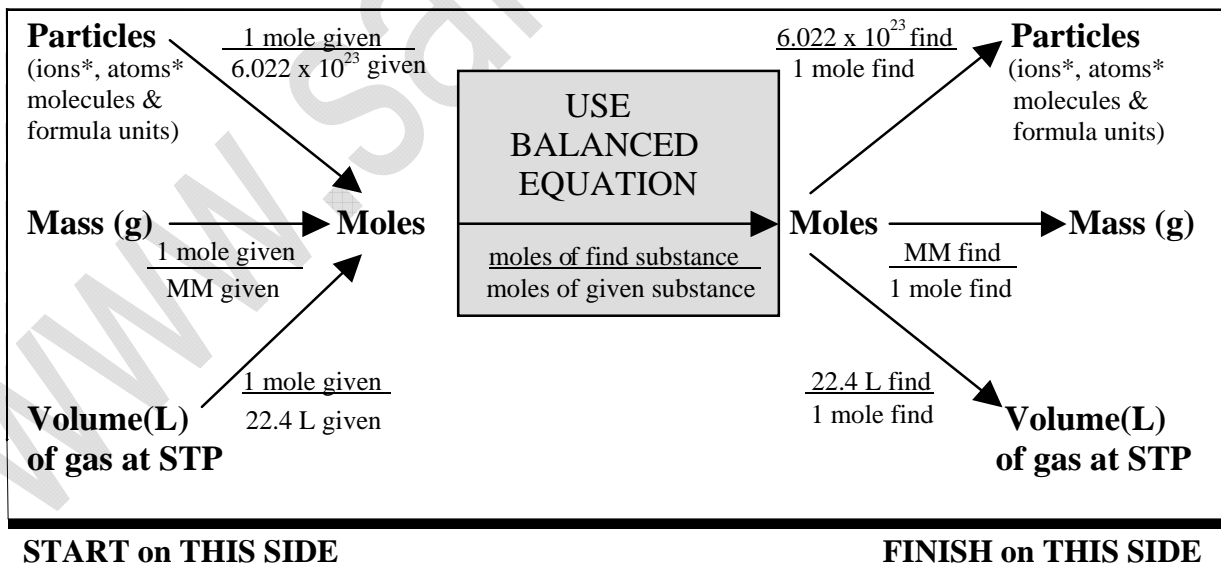 Particles
(ions*, atoms*
molecules &
formula units)
1 mole given
6.022 x 10²³ given
Mass (g)
1 mole given
MM given
Moles
Volume(L)
of gas at STP
1 mole given
22.4 L given
USE
BALANCED
EQUATION
moles of find substance
moles of given substance
Moles
6.022 x 10²³ find
1 mole find
Particles
(ions*, atoms*
molecules &
formula units)
MM find
1 mole find
Mass (g)
22.4 L find
1 mole find
Volume(L)
of gas at STP
START on THIS SIDE
FINISH on THIS SIDE
www.sa